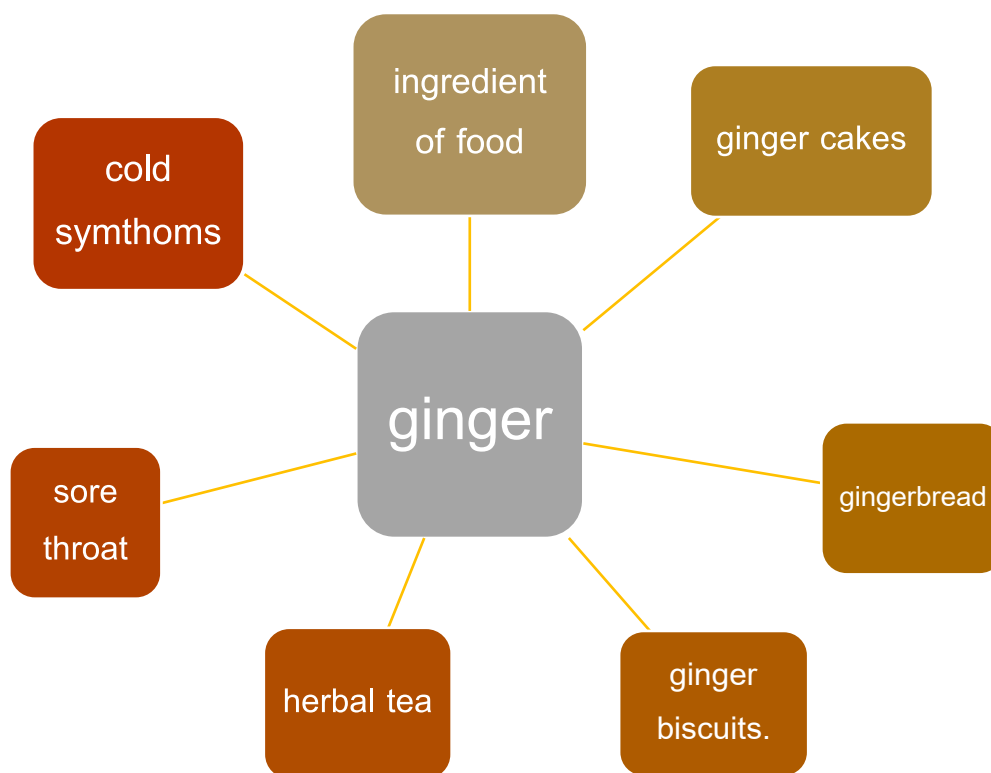 ingredient
of food
ginger cakes
cold
symthoms
ginger
gingerbread
sore
throat
herbal tea
ginger
biscuits.